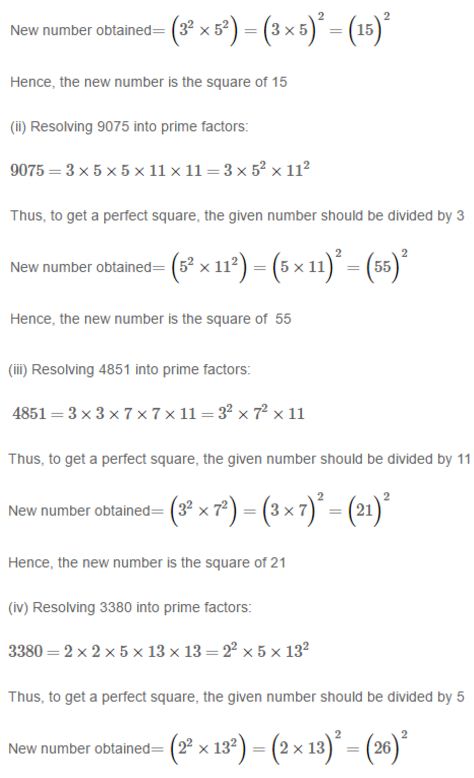 New number obtained= (3² × 5²) = (3 × 5)² = (15)²
Hence, the new number is the square of 15
(ii) Resolving 9075 into prime factors:
9075 = 3 × 5 × 5 × 11 × 11 = 3 × 5² × 11²
Thus, to get a perfect square, the given number should be divided by 3
New number obtained= (5² × 11²) = (5 × 11)² = (55)²
Hence, the new number is the square of 55
(iii) Resolving 4851 into prime factors:
4851 = 3 × 3 × 7 × 7 × 11 = 3² × 7² × 11
Thus, to get a perfect square, the given number should be divided by 11
New number obtained= (3² × 7²) = (3 × 7)² = (21)²
Hence, the new number is the square of 21
(iv) Resolving 3380 into prime factors:
3380 = 2 × 2 × 5 × 13 × 13 = 2² × 5 × 13²
Thus, to get a perfect square, the given number should be divided by 5
New number obtained= (2² × 13²) = (2 × 13)² = (26)²